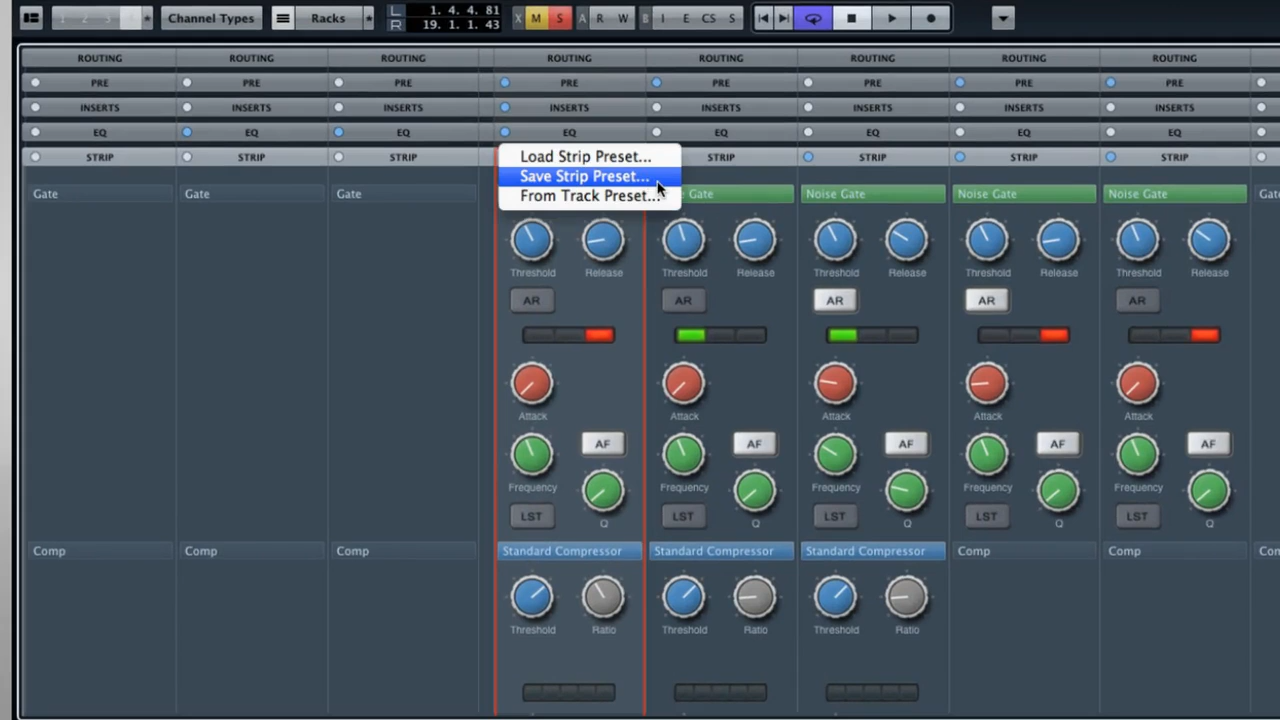 1 2 3 4 * Channel Types Racks * L R 1. 4. 4. 81 19. 1. 1. 43 X M S A R W B I E CS S
ROUTING ROUTING ROUTING ROUTING ROUTING ROUTING ROUTING ROUTING
PRE PRE PRE PRE PRE PRE PRE PRE
INSERTS INSERTS INSERTS INSERTS INSERTS INSERTS INSERTS INSERTS
EQ EQ EQ EQ EQ EQ EQ EQ
STRIP STRIP STRIP STRIP STRIP STRIP STRIP
Load Strip Preset...
Save Strip Preset...
From Track Preset...
Gate Gate Gate Gate Noise Gate Noise Gate Noise Gate Gate
Threshold Release Threshold Release Threshold Release Threshold Release Threshold Release
AR AR AR AR AR
Attack Attack Attack Attack Attack
AF AF AF AF AF
Frequency Frequency Frequency Frequency Frequency
LST Q LST Q LST Q LST Q LST Q
Comp Comp Comp Standard Compressor Standard Compressor Standard Compressor Comp Comp
Threshold Ratio Threshold Ratio Threshold Ratio